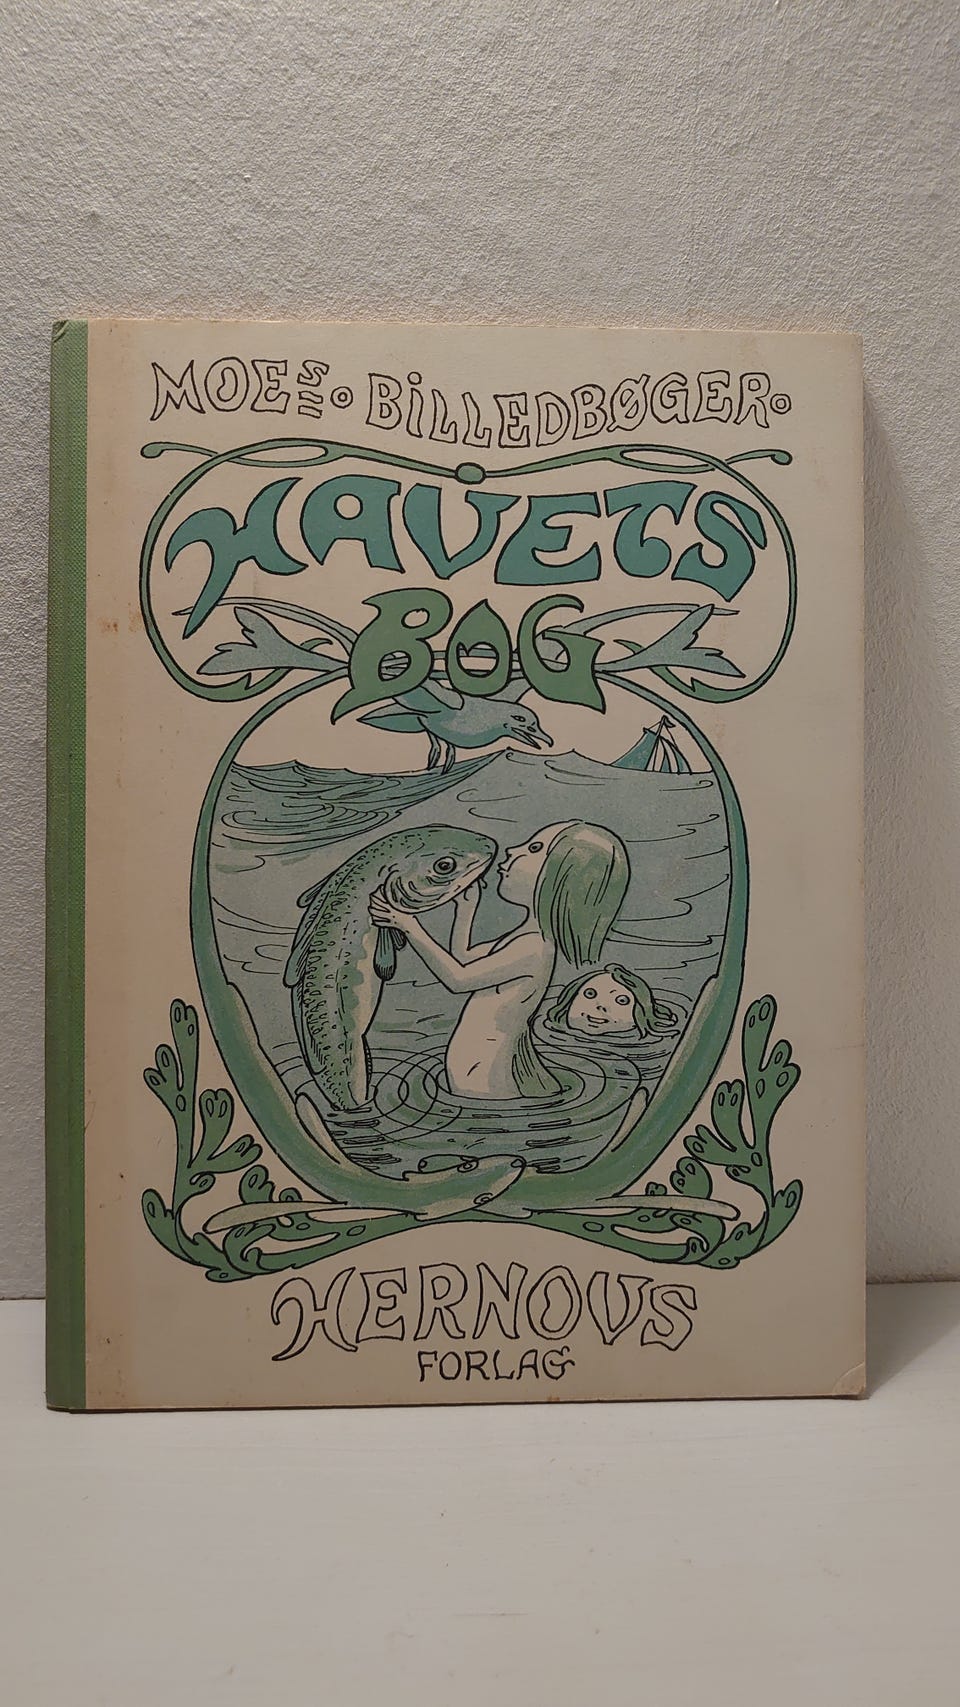 MOEs BiLLEDBØGER
HAVETS
BOG
HERNOVS
FORLAG